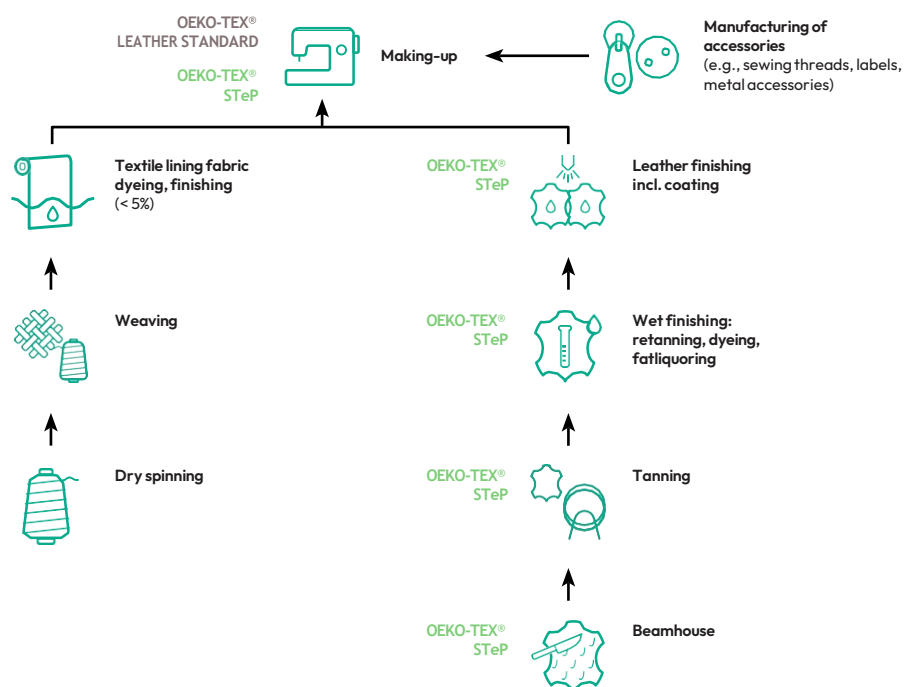 OEKO-TEX®
LEATHER STANDARD
OEKO-TEX®
STeP
Making-up
Manufacturing of
accessories
(e.g., sewing threads, labels,
metal accessories)
Textile lining fabric
dyeing, finishing
(< 5%)
OEKO-TEX®
STeP
Leather finishing
incl. coating
Weaving
OEKO-TEX®
STeP
Wet finishing:
retanning, dyeing,
fatliquoring
Dry spinning
OEKO-TEX®
STeP
Tanning
OEKO-TEX®
STeP
Beamhouse